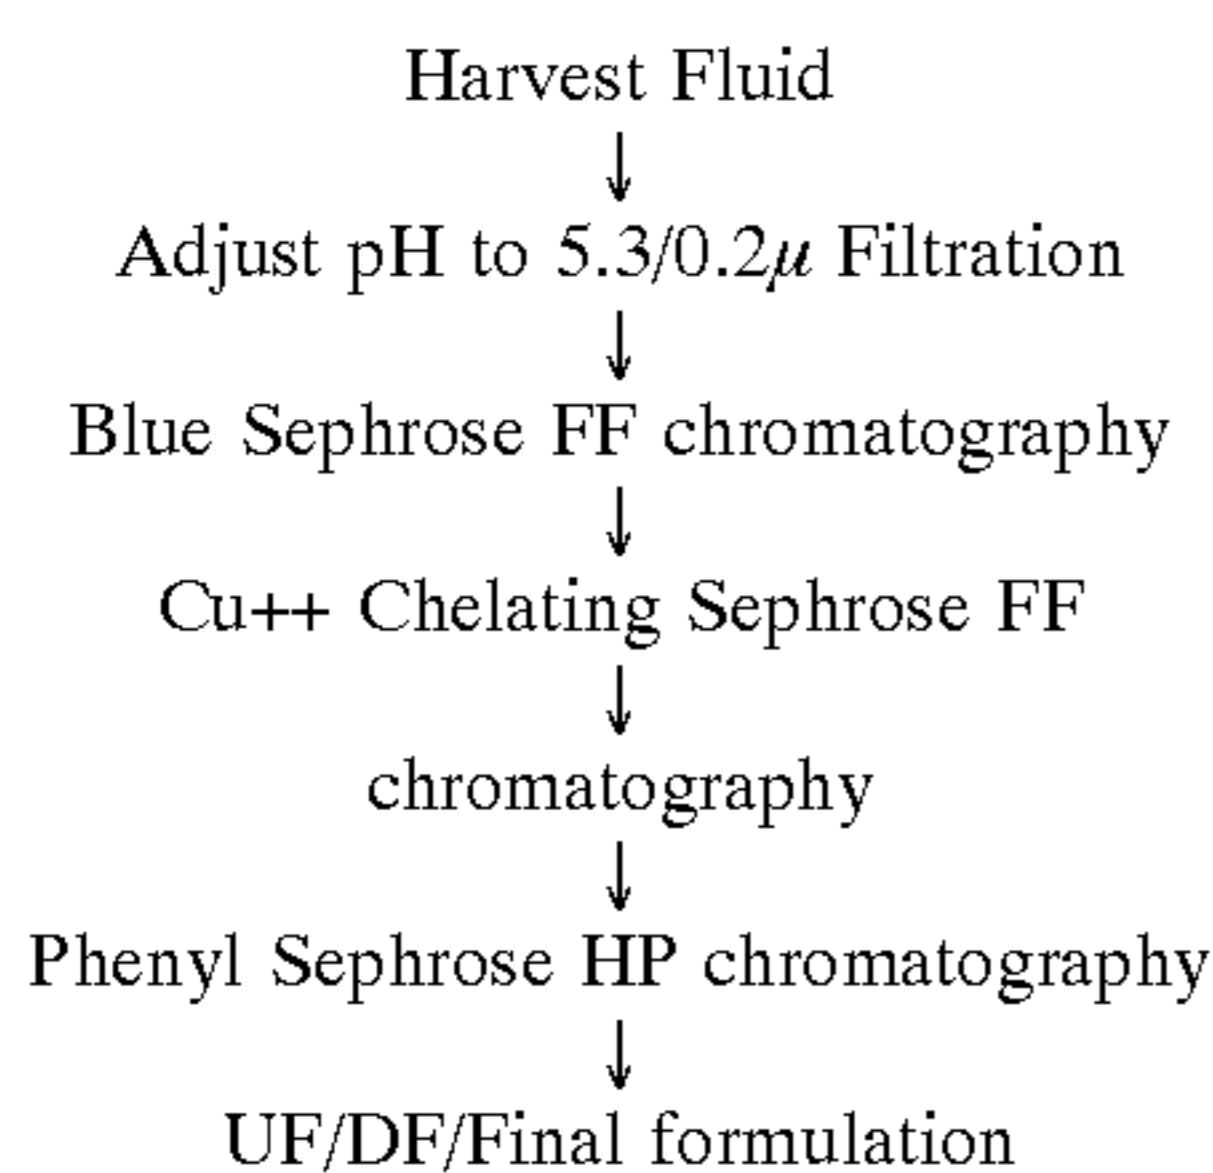 Harvest Fluid
Adjust pH to 5.3/0.2μ Filtration
Blue Sephrose FF chromatography
Cu++ Chelating Sephrose FF
chromatography
Phenyl Sephrose HP chromatography
UF/DF/Final formulation